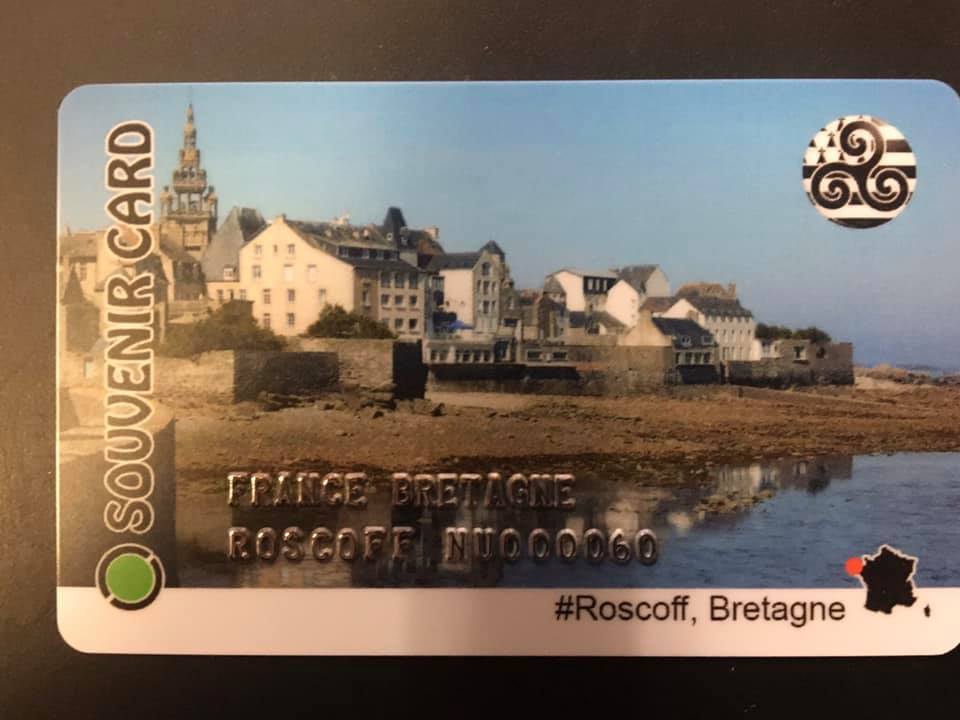 SOUVENIR CARD
FRANCE BRETAGNE
ROSCOFF NU000060
#Roscoff, Bretagne